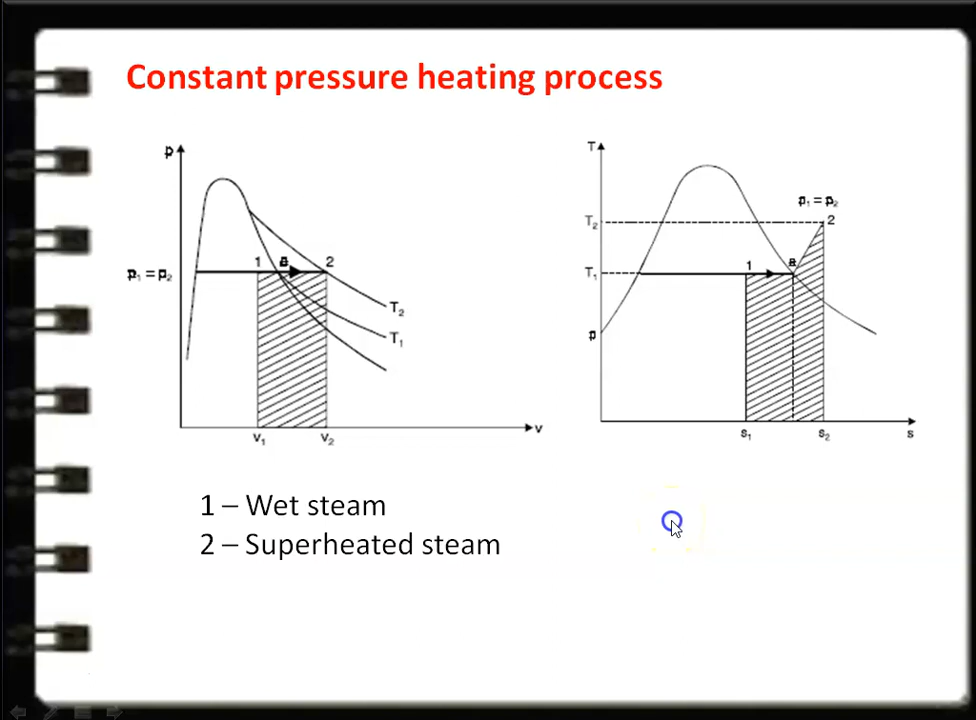 Constant pressure heating process
p
1 a 2
p₁ = p₂
T₂
T₁
v₁ v₂ v
T
p₁ = p₂
T₂ 2
T₁ 1 a
p
s₁ s₂ s
1 – Wet steam
2 – Superheated steam